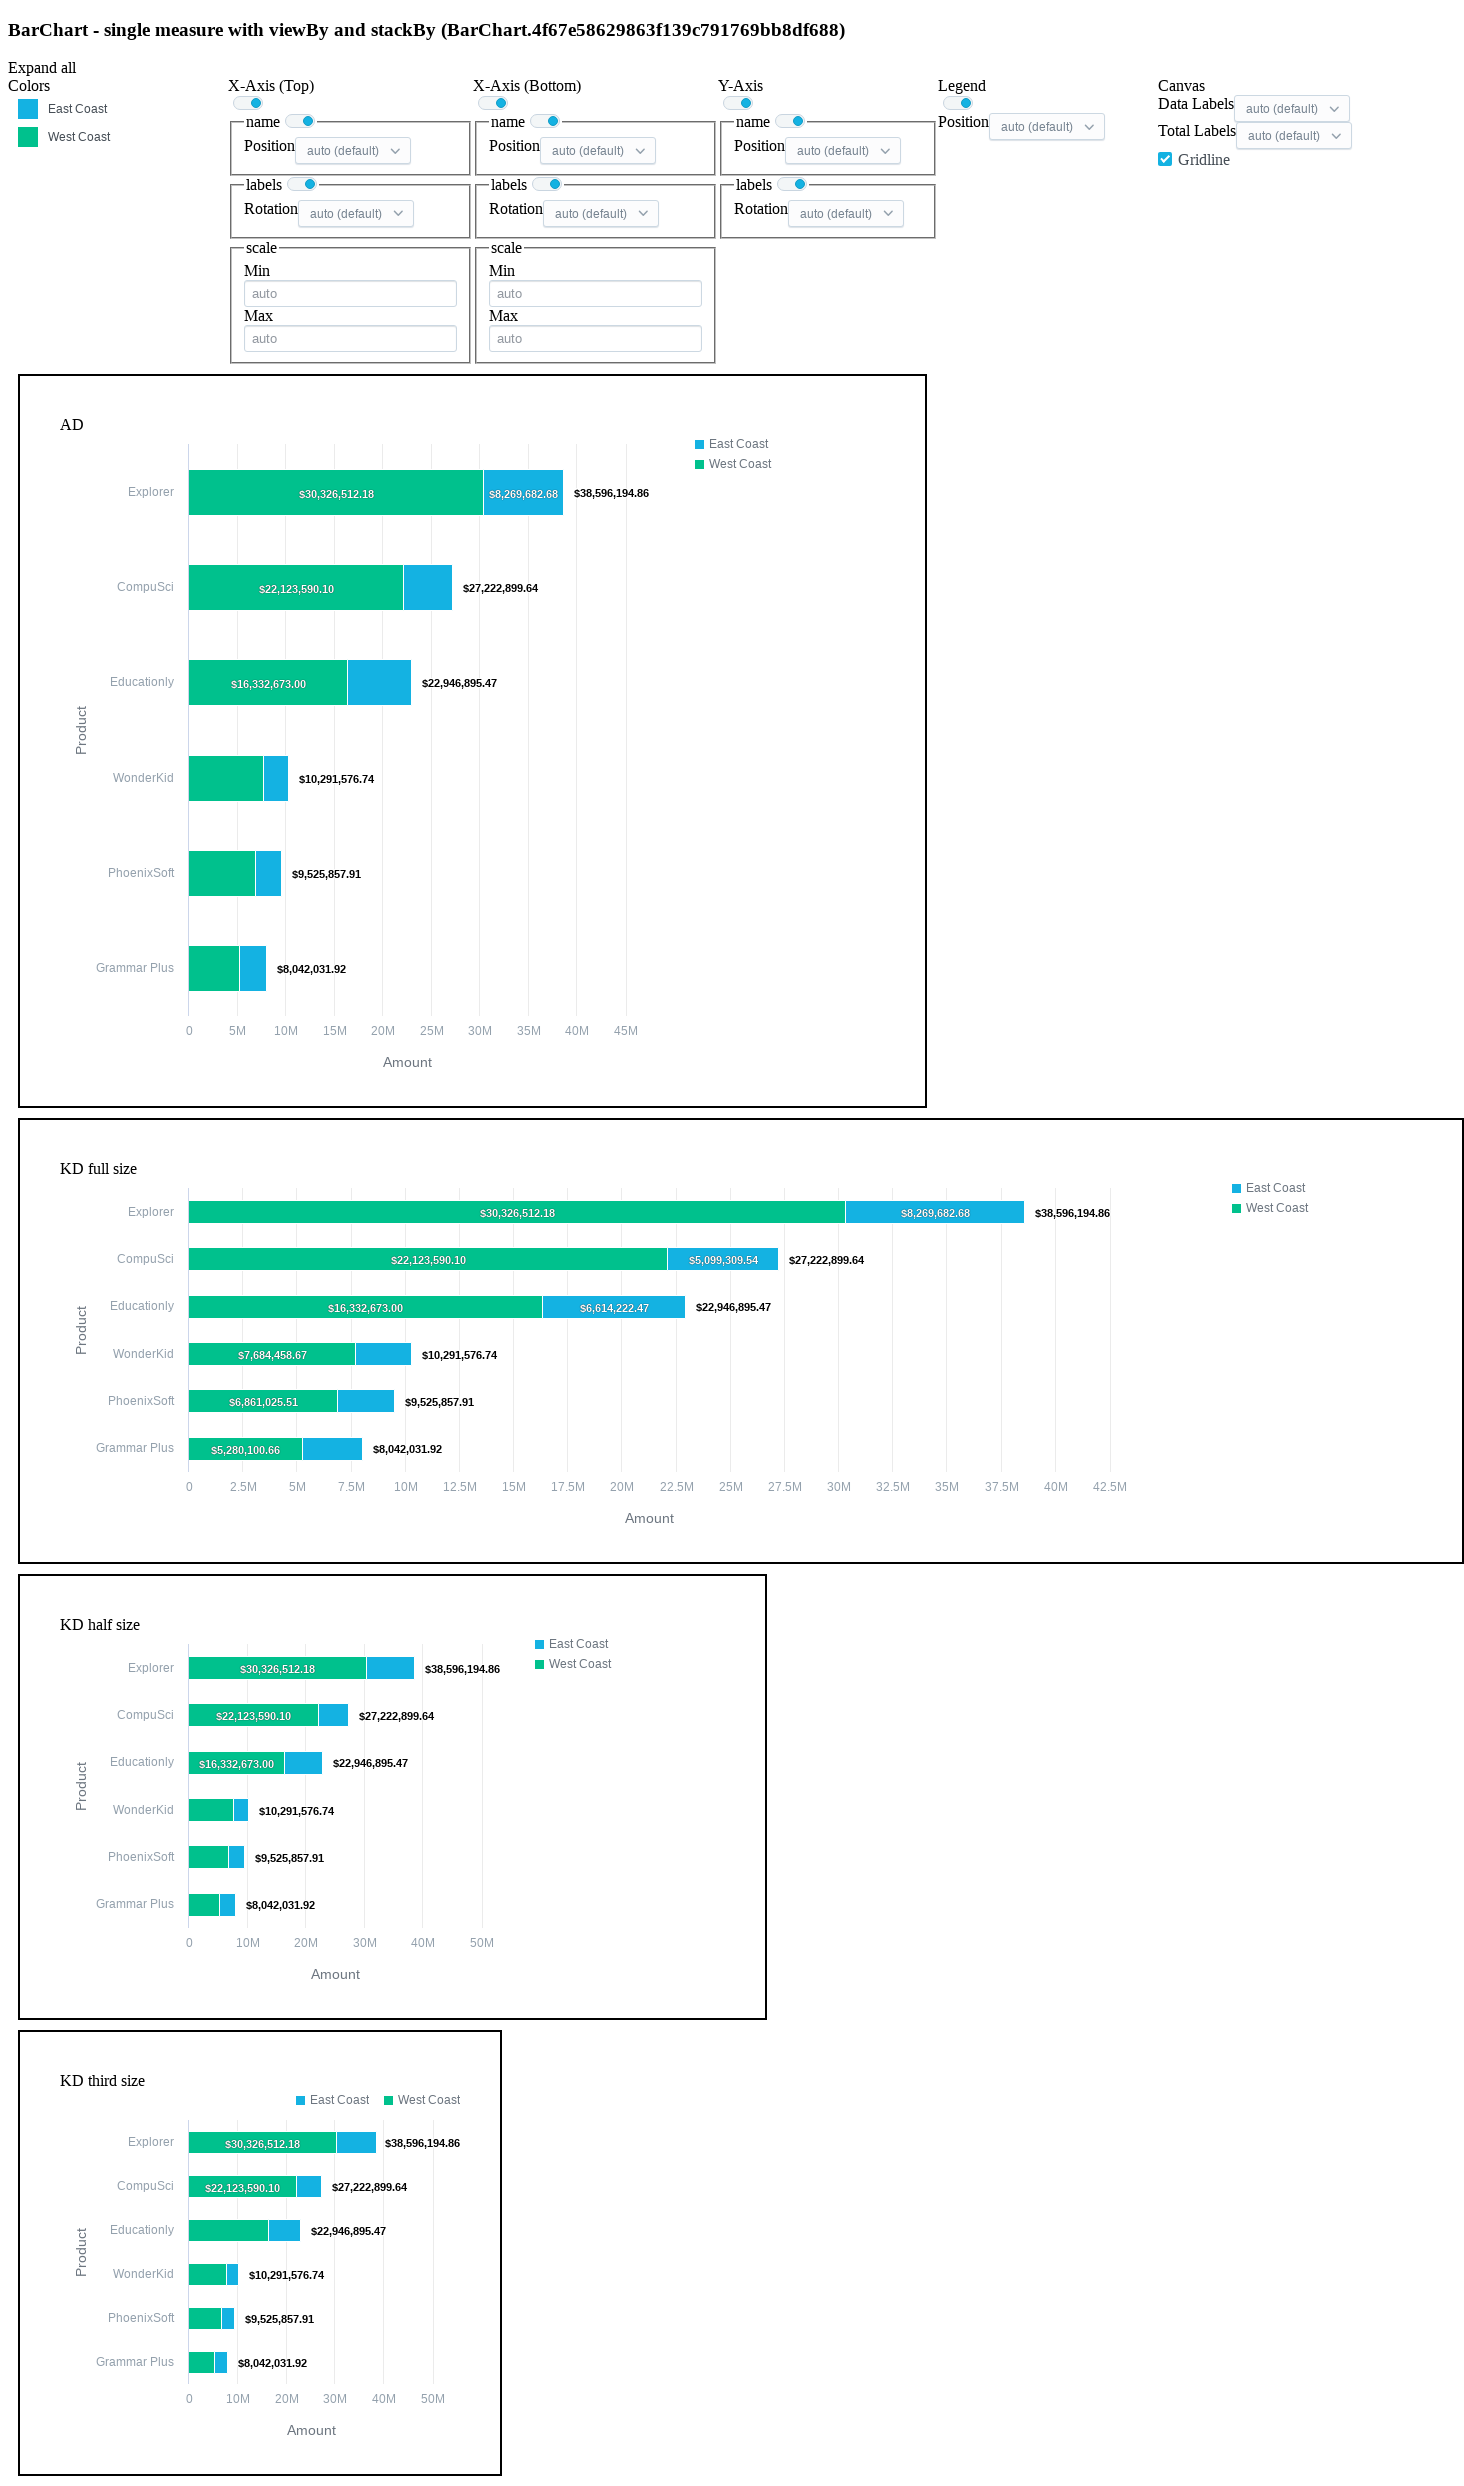 BarChart - single measure with viewBy and stackBy (BarChart.4f67e58629863f139c791769bb8df688)
Expand all
Colors
East Coast
West Coast
X-Axis (Top)
name
Position auto (default)
labels
Rotation auto (default)
scale
Min
auto
Max
auto
X-Axis (Bottom)
name
Position auto (default)
labels
Rotation auto (default)
scale
Min
auto
Max
auto
Y-Axis
name
Position auto (default)
labels
Rotation auto (default)
Legend
Position auto (default)
Canvas
Data Labels auto (default)
Total Labels auto (default)
Gridline
AD
East Coast
West Coast
Explorer $30,326,512.18 $8,269,682.68 $38,596,194.86
CompuSci $22,123,590.10 $27,222,899.64
Educationly $16,332,673.00 $22,946,895.47
Product
WonderKid $10,291,576.74
PhoenixSoft $9,525,857.91
Grammar Plus $8,042,031.92
0 5M 10M 15M 20M 25M 30M 35M 40M 45M
Amount
KD full size
East Coast
West Coast
Explorer $30,326,512.18 $8,269,682.68 $38,596,194.86
CompuSci $22,123,590.10 $5,099,309.54 $27,222,899.64
Educationly $16,332,673.00 $6,614,222.47 $22,946,895.47
Product
WonderKid $7,684,458.67 $10,291,576.74
PhoenixSoft $6,861,025.51 $9,525,857.91
Grammar Plus $5,280,100.66 $8,042,031.92
0 2.5M 5M 7.5M 10M 12.5M 15M 17.5M 20M 22.5M 25M 27.5M 30M 32.5M 35M 37.5M 40M 42.5M
Amount
KD half size
East Coast
West Coast
Explorer $30,326,512.18 $38,596,194.86
CompuSci $22,123,590.10 $27,222,899.64
Educationly $16,332,673.00 $22,946,895.47
Product
WonderKid $10,291,576.74
PhoenixSoft $9,525,857.91
Grammar Plus $8,042,031.92
0 10M 20M 30M 40M 50M
Amount
KD third size
East Coast West Coast
Explorer $30,326,512.18 $38,596,194.86
CompuSci $22,123,590.10 $27,222,899.64
Educationly $22,946,895.47
Product
WonderKid $10,291,576.74
PhoenixSoft $9,525,857.91
Grammar Plus $8,042,031.92
0 10M 20M 30M 40M 50M
Amount